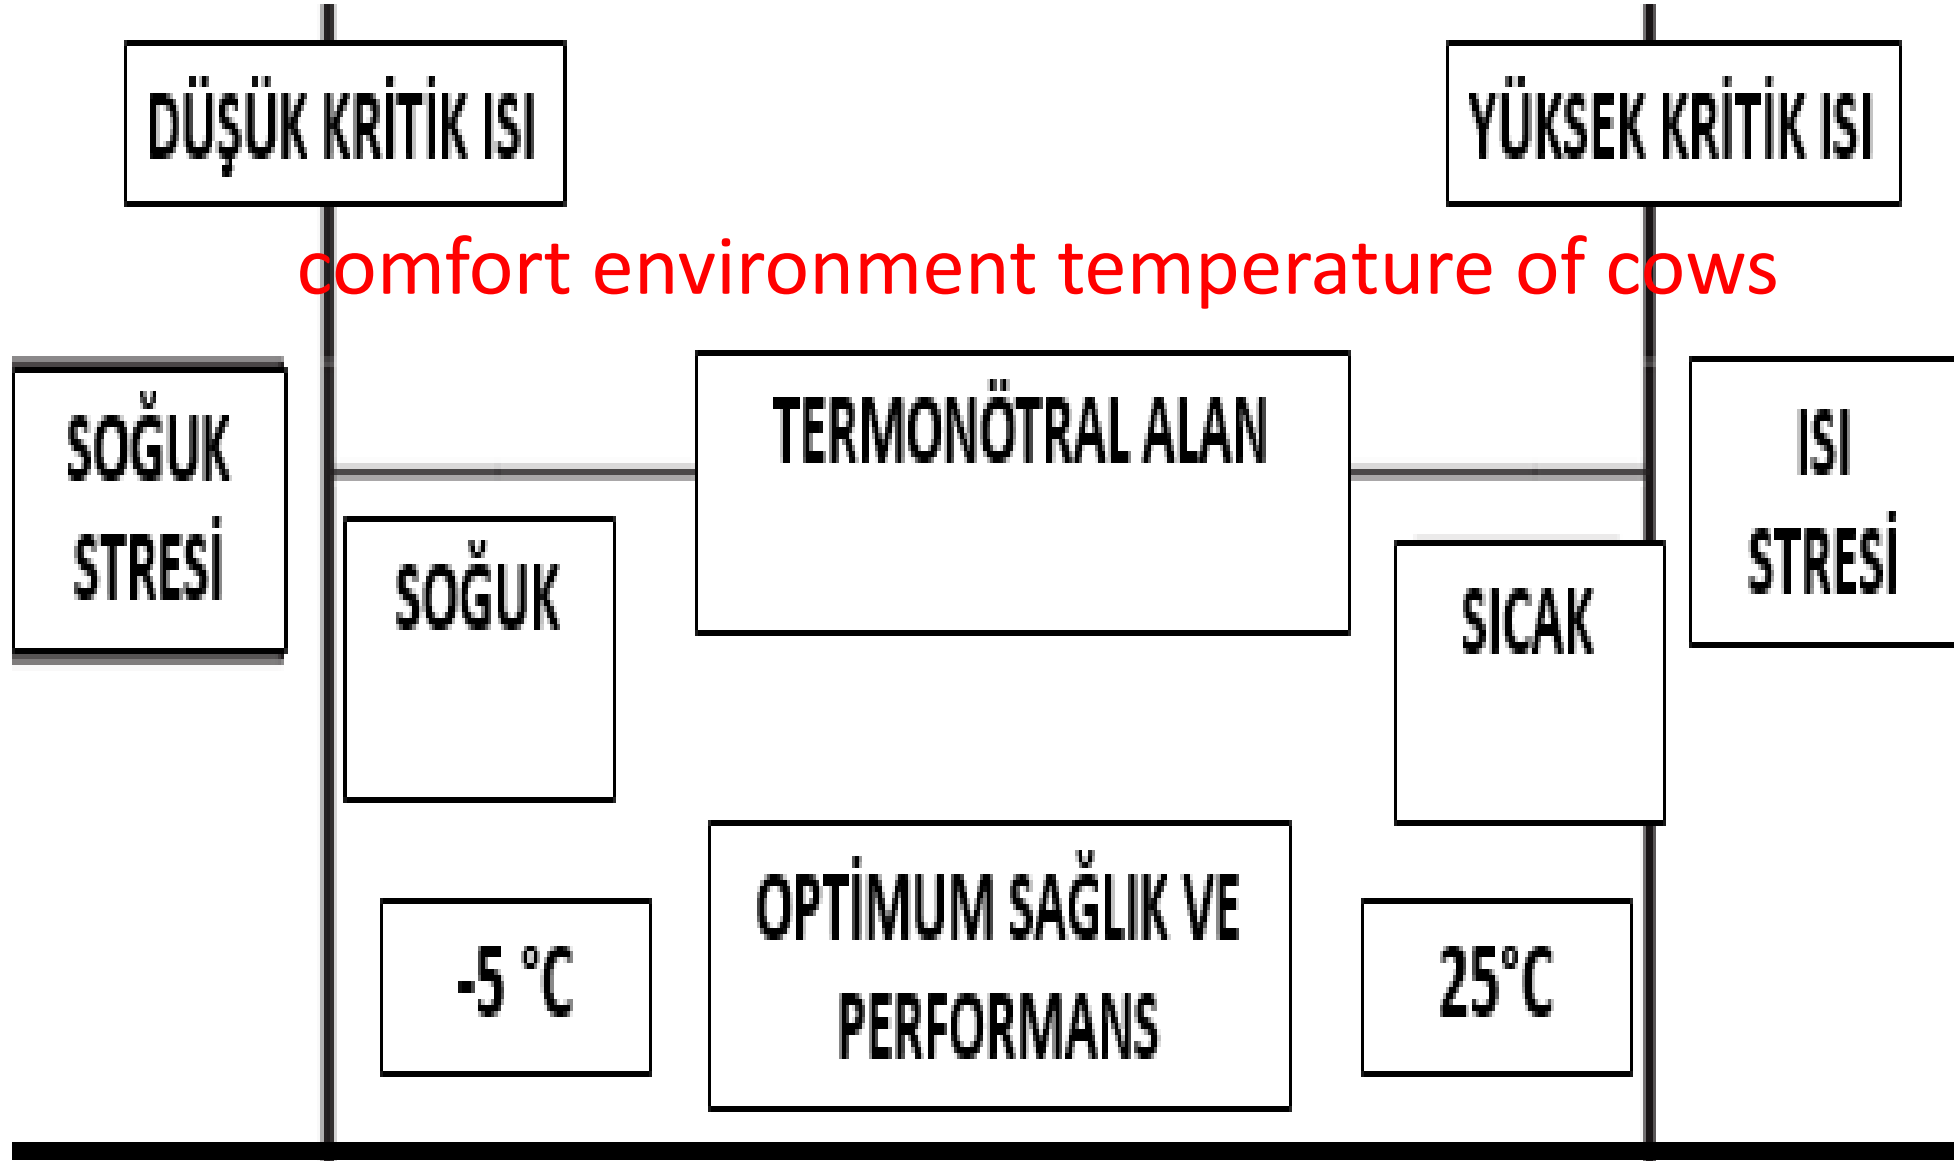 DÜŞÜK KRİTİK ISI
YÜKSEK KRİTİK ISI
comfort environment temperature of cows
SOĞUK
STRESİ
TERMONÖTRAL ALAN
ISI
STRESİ
SOĞUK
SICAK
-5 °C
OPTİMUM SAĞLIK VE
PERFORMANS
25°C